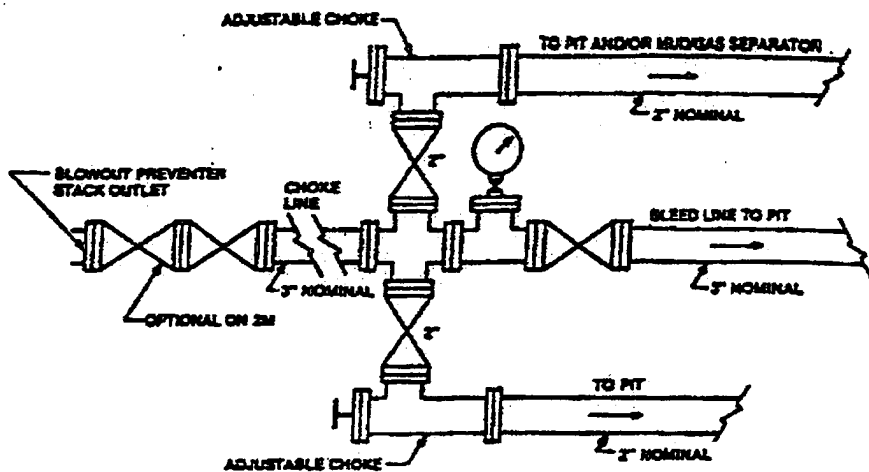 ADJUSTABLE CHOKE
TO PIT AND/OR MUD/GAS SEPARATOR
2" NOMINAL
2"
BLOWOUT PREVENTER
STACK OUTLET
CHOKE
LINE
BLEED LINE TO PIT
3" NOMINAL
3" NOMINAL
OPTIONAL ON 2M
2"
TO PIT
2" NOMINAL
ADJUSTABLE CHOKE